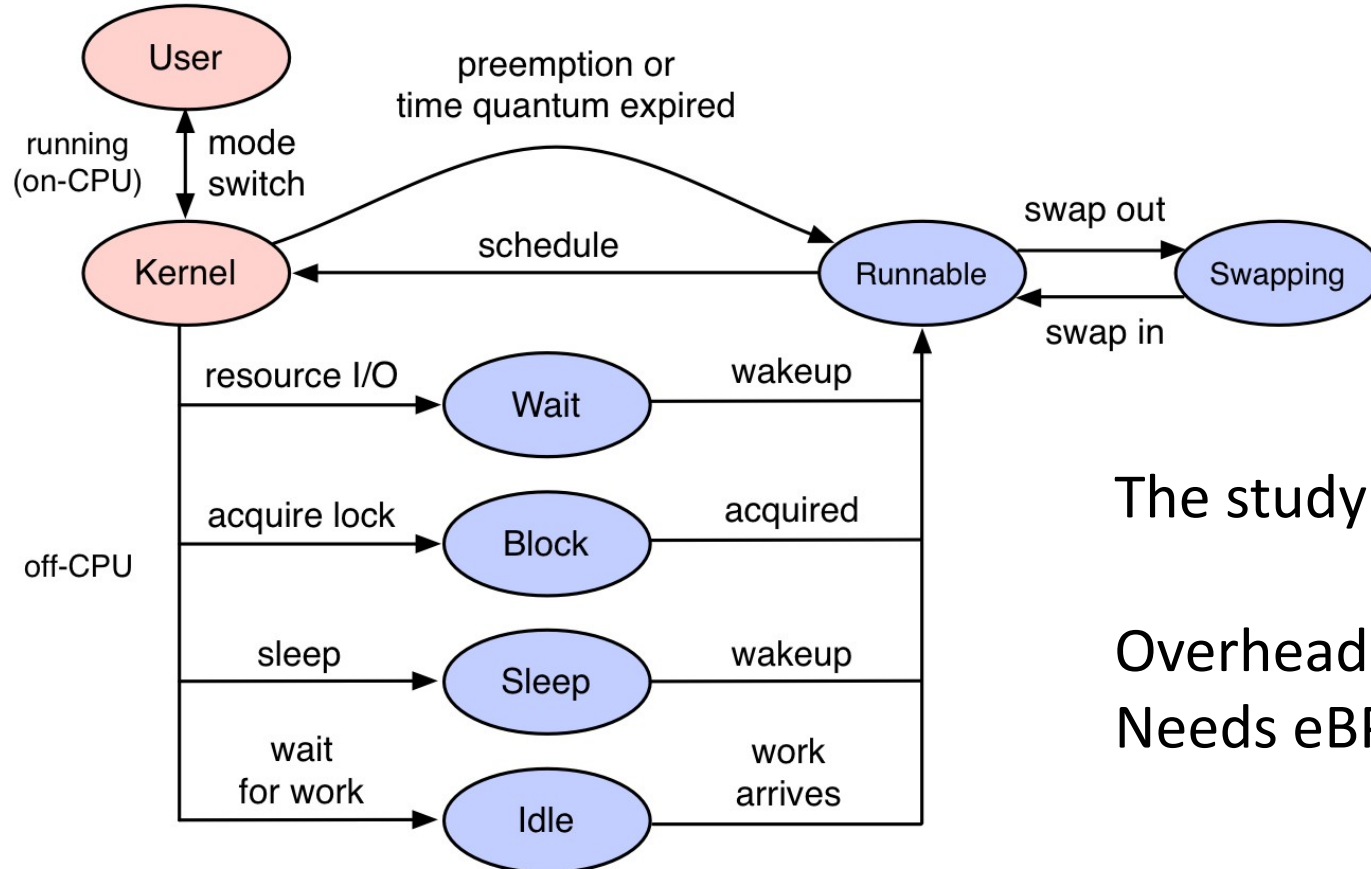 User
preemption or
time quantum expired
running
(on-CPU)
mode
switch
Kernel
schedule
Runnable
swap out
Swapping
swap in
resource I/O
Wait
wakeup
acquire lock
Block
acquired
off-CPU
sleep
Sleep
wakeup
wait
for work
Idle
work
arrives
The study
Overhead
Needs eBP